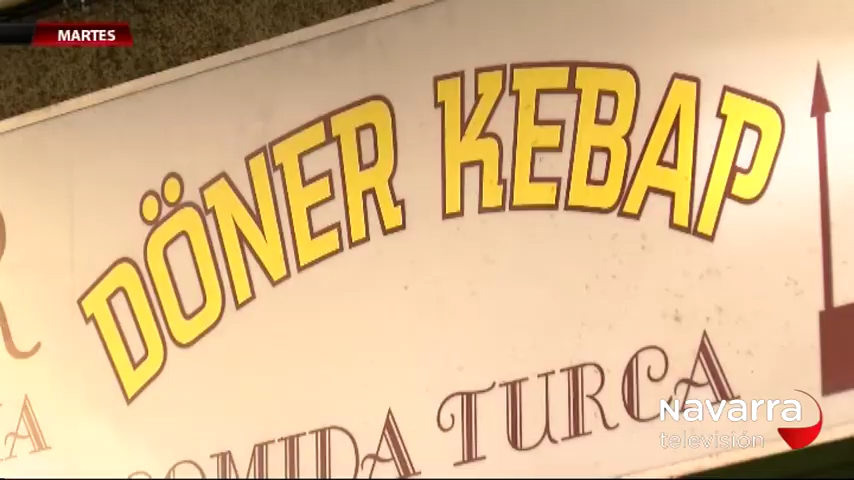 MARTES
DÖNER KEBAP
COMIDA TURCA
Navarra
televisión